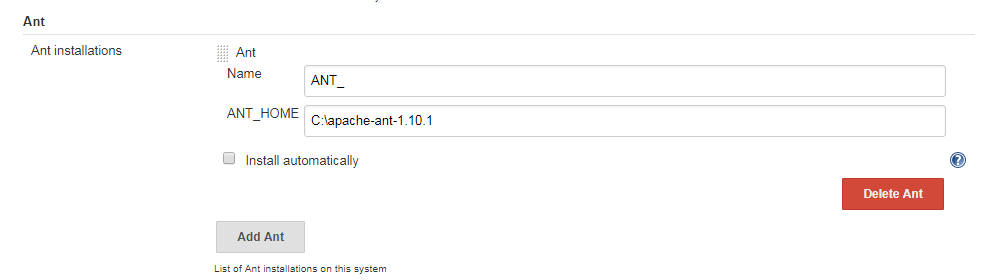 Ant
Ant installations
Ant
Name
ANT_
ANT_HOME
C:\apache-ant-1.10.1
Install automatically
?
Delete Ant
Add Ant
List of Ant installations on this system